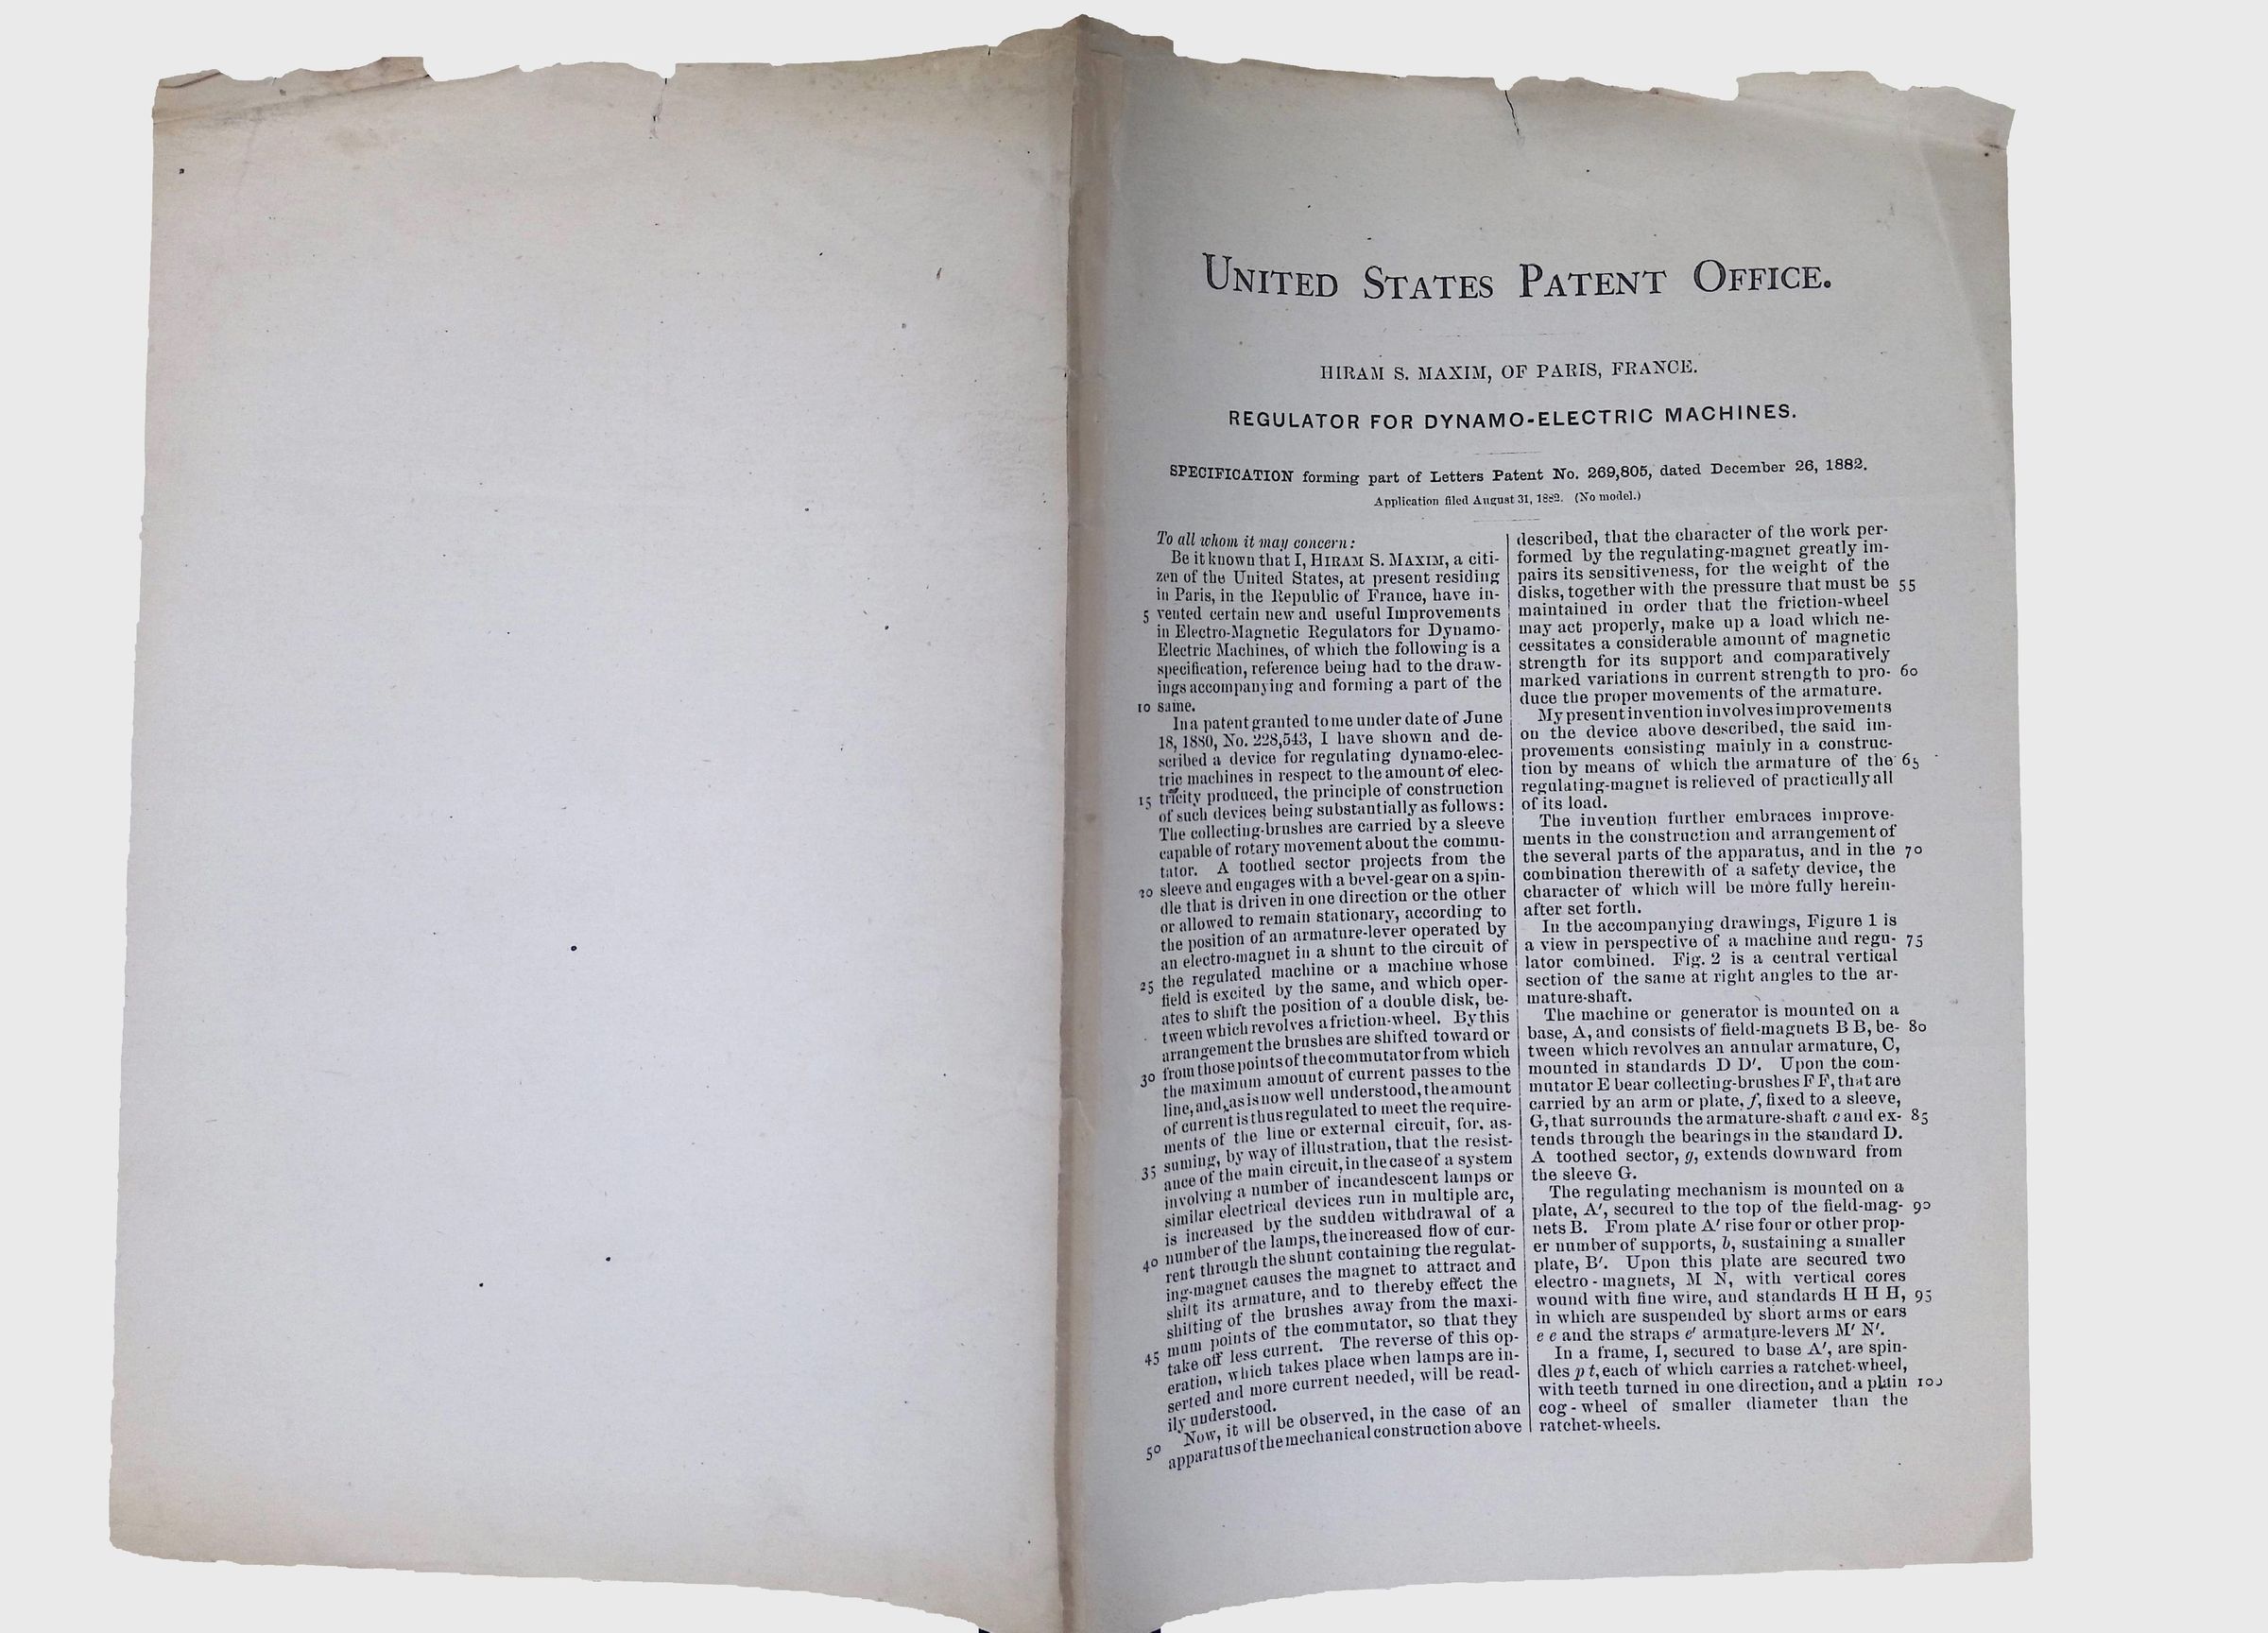 UNITED STATES PATENT OFFICE.
HIRAM S. MAXIM, OF PARIS, FRANCE.
REGULATOR FOR DYNAMO-ELECTRIC MACHINES.
SPECIFICATION forming part of Letters Patent No. 269,805, dated December 26, 1882.
Application filed August 31, 1882. (No model.)
To all whom it may concern:
Be it known that I, HIRAM S. MAXIM, a citi-
zen of the United States, at present residing
in Paris, in the Republic of France, have in-
5 vented certain new and useful Improvements
in Electro-Magnetic Regulators for Dynamo-
Electric Machines, of which the following is a
specification, reference being had to the draw-
ings accompanying and forming a part of the
10 same.
In a patent granted to me under date of June
18, 1880, No. 228,543, I have shown and de-
scribed a device for regulating dynamo-elec-
tric machines in respect to the amount of elec-
15 tricity produced, the principle of construction
of such devices being substantially as follows:
The collecting-brushes are carried by a sleeve
capable of rotary movement about the commu-
tator. A toothed sector projects from the
20 sleeve and engages with a bevel-gear on a spin-
dle that is driven in one direction or the other
or allowed to remain stationary, according to
the position of an armature-lever operated by
an electro-magnet in a shunt to the circuit of
25 the regulated machine or a machine whose
field is excited by the same, and which oper-
ates to shift the position of a double disk, be-
tween which revolves a friction-wheel. By this
arrangement the brushes are shifted toward or
30 from those points of the commutator from which
the maximum amount of current passes to the
line, and, as is now well understood, the amount
of current is thus regulated to meet the require-
ments of the line or external circuit, for, as-
suming, by way of illustration, that the resist-
35 ance of the main circuit, in the case of a system
involving a number of incandescent lamps or
similar electrical devices run in multiple arc,
is increased by the sudden withdrawal of a
number of the lamps, the increased flow of cur-
40 rent through the shunt containing the regulat-
ing-magnet causes the magnet to attract and
shift its armature, and to thereby effect the
shifting of the brushes away from the maxi-
mum points of the commutator, so that they
45 take off less current. The reverse of this op-
eration, which takes place when lamps are in-
serted and more current needed, will be read-
ily understood.
Now, it will be observed, in the case of an
50 apparatus of the mechanical construction above
described, that the character of the work per-
formed by the regulating-magnet greatly im-
pairs its sensitiveness, for the weight of the
disks, together with the pressure that must be 55
maintained in order that the friction-wheel
may act properly, make up a load which ne-
cessitates a considerable amount of magnetic
strength for its support and comparatively
marked variations in current strength to pro- 60
duce the proper movements of the armature.
My present invention involves improvements
on the device above described, the said im-
provements consisting mainly in a construc-
tion by means of which the armature of the 65
regulating-magnet is relieved of practically all
of its load.
The invention further embraces improve-
ments in the construction and arrangement of
the several parts of the apparatus, and in the 70
combination therewith of a safety device, the
character of which will be more fully herein-
after set forth.
In the accompanying drawings, Figure 1 is
a view in perspective of a machine and regu- 75
lator combined. Fig. 2 is a central vertical
section of the same at right angles to the ar-
mature-shaft.
The machine or generator is mounted on a
base, A, and consists of field-magnets B B, be- 80
tween which revolves an annular armature, C,
mounted in standards D D'. Upon the com-
mutator E bear collecting-brushes F F, that are
carried by an arm or plate, f, fixed to a sleeve,
G, that surrounds the armature-shaft c and ex- 85
tends through the bearings in the standard D.
A toothed sector, g, extends downward from
the sleeve G.
The regulating mechanism is mounted on a
plate, A', secured to the top of the field-mag- 90
nets B. From plate A' rise four or other prop-
er number of supports, b, sustaining a smaller
plate, B'. Upon this plate are secured two
electro-magnets, M N, with vertical cores
wound with fine wire, and standards H H H, 95
in which are suspended by short arms or ears
e e and the straps e' armature-levers M' N'.
In a frame, I, secured to base A', are spin-
dles p t, each of which carries a ratchet-wheel,
with teeth turned in one direction, and a plain 100
cog-wheel of smaller diameter than the
ratchet-wheels.